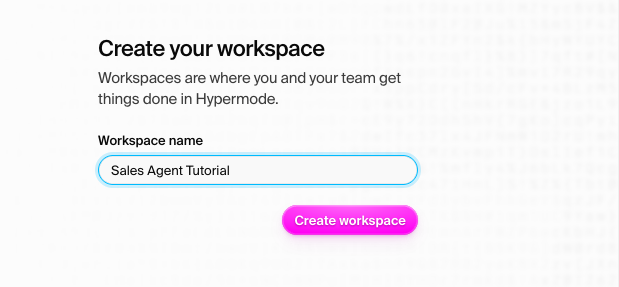 Create your workspace
Workspaces are where you and your team get
things done in Hypermode.
Workspace name
Sales Agent Tutorial
Create workspace